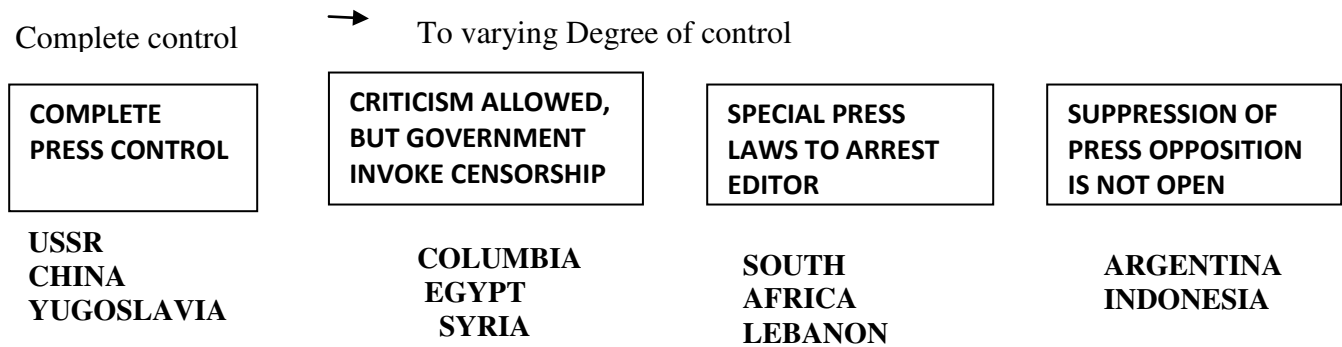 Complete control → To varying Degree of control
COMPLETE
PRESS CONTROL
CRITICISM ALLOWED,
BUT GOVERNMENT
INVOKE CENSORSHIP
SPECIAL PRESS
LAWS TO ARREST
EDITOR
SUPPRESSION OF
PRESS OPPOSITION
IS NOT OPEN
USSR
CHINA
YUGOSLAVIA
COLUMBIA
EGYPT
SYRIA
SOUTH
AFRICA
LEBANON
ARGENTINA
INDONESIA